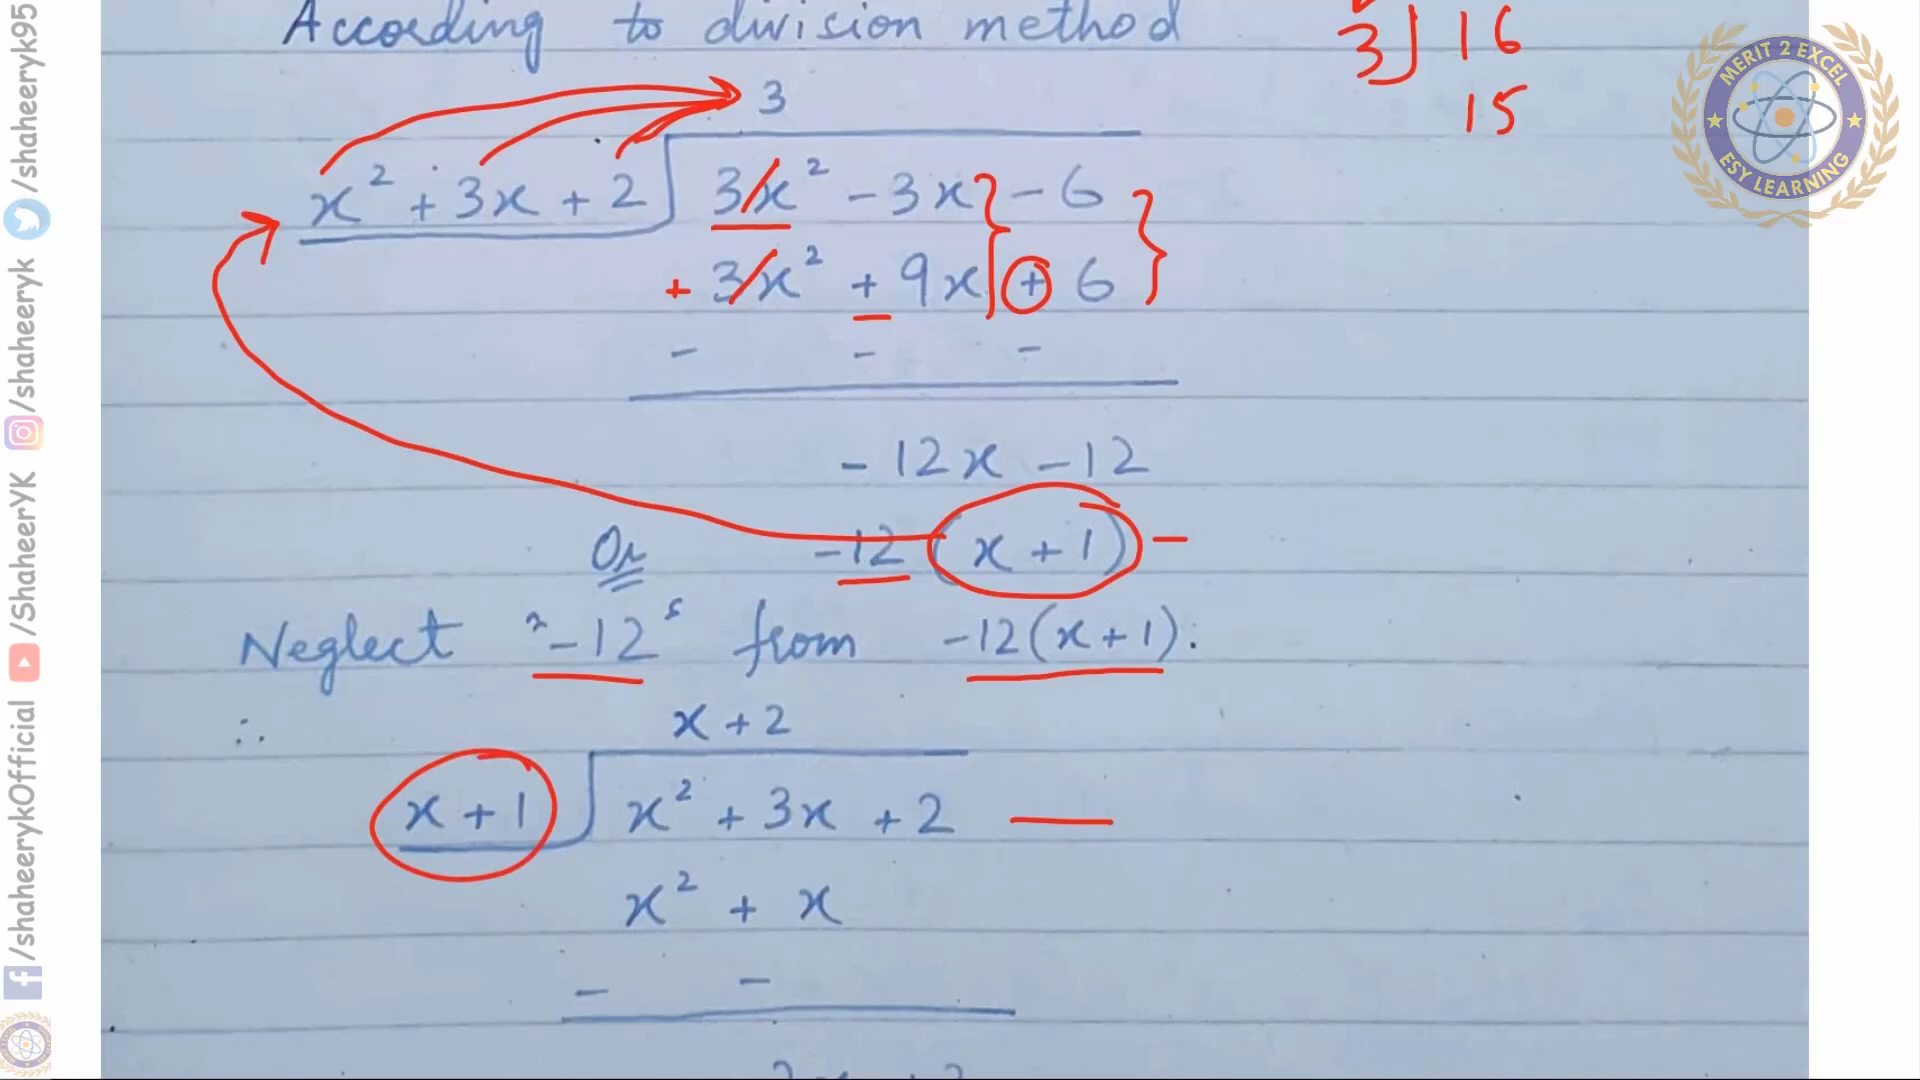 According to division method
3) 16
15
3
x² + 3x + 2 ) 3x² - 3x - 6
+ 3x² + 9x + 6
- - -
-12x - 12
Or -12 (x + 1) -
Neglect "-12" from -12(x+1).
∴ x + 2
x + 1 ) x² + 3x + 2
x² + x
- -
MERIT 2 EXCEL
ESY LEARNING
/shaheerykOfficial
/ShaheerYK
/shaheeryk
/shaheeryk95